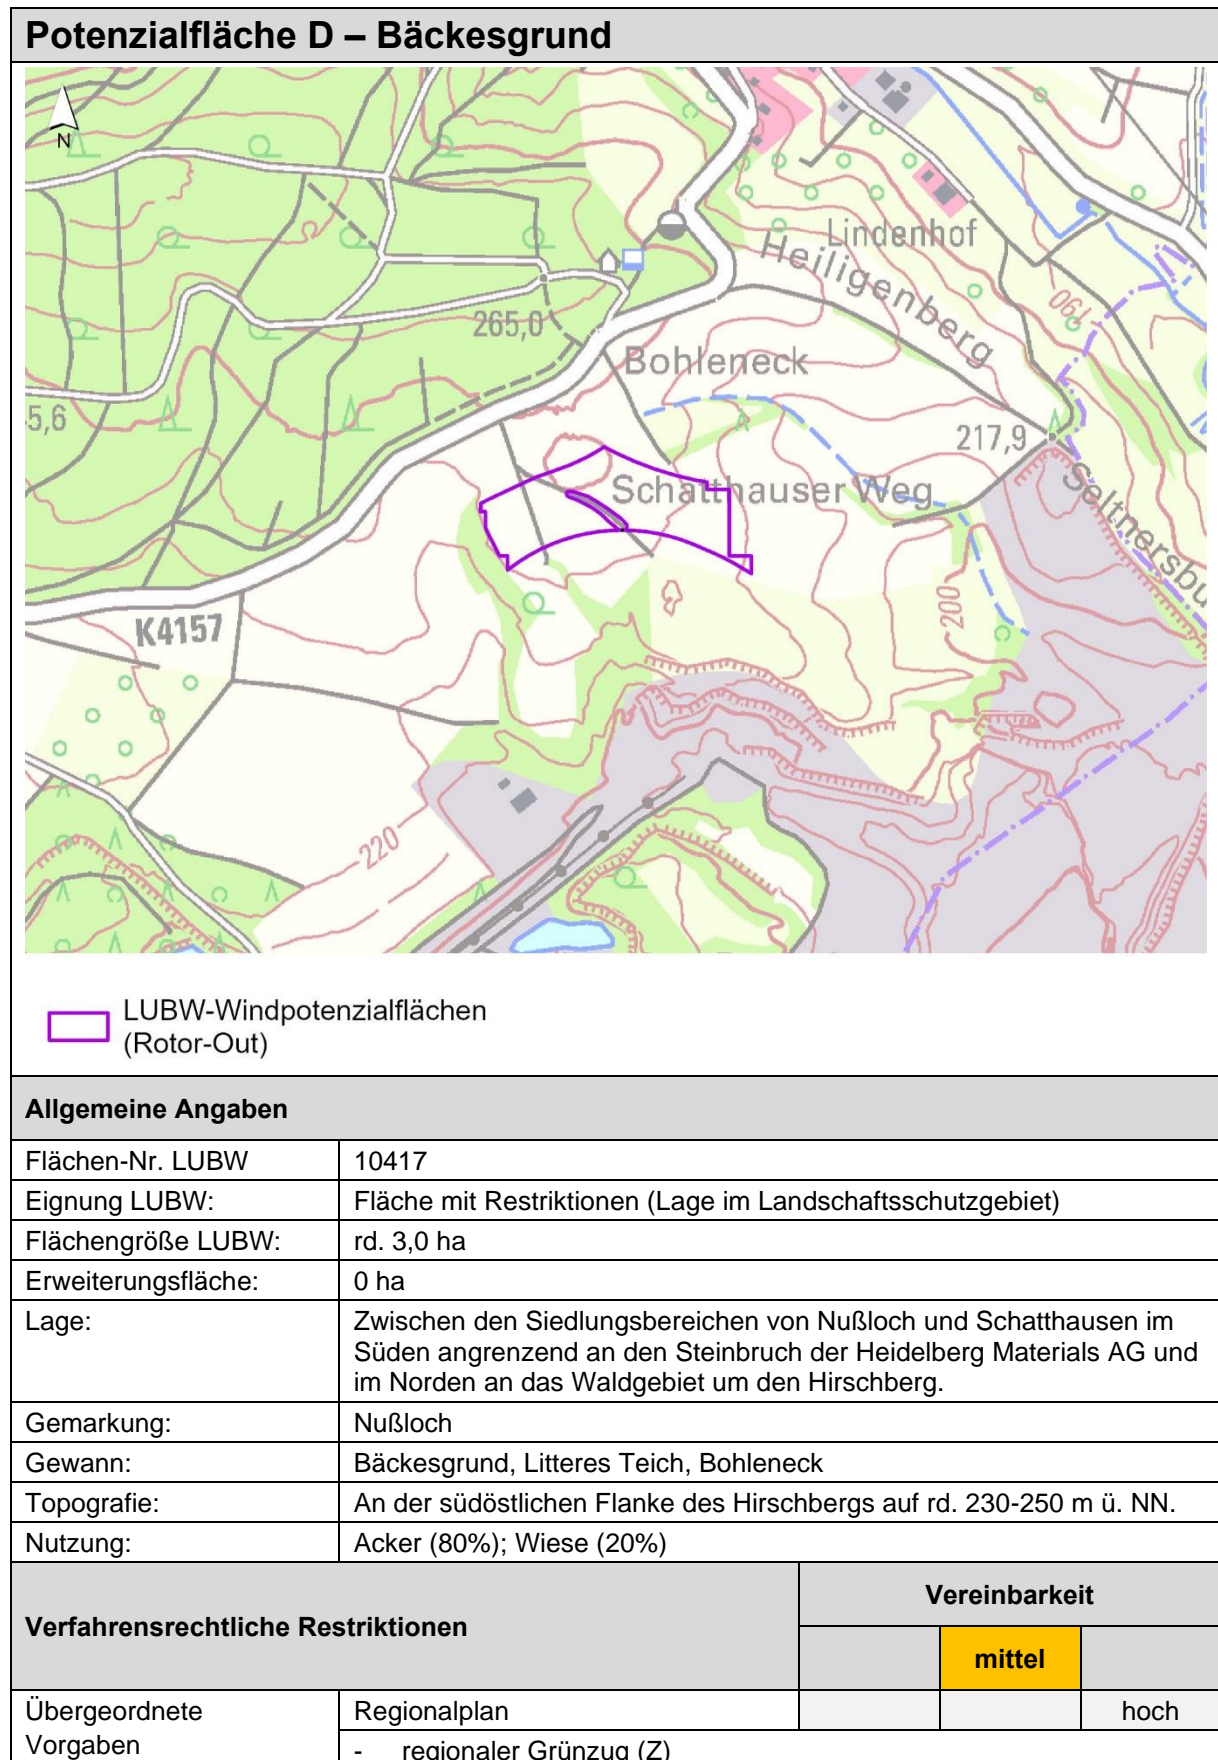 Potenzialfläche D – Bäckesgrund
N
Lindenhof
Heiligenberg
190
265,0
Bohleneck
5,6
217,9
Schatthauser Weg
Seltnersbu
200
K4157
220
LUBW-Windpotenzialflächen
(Rotor-Out)
Allgemeine Angaben
Flächen-Nr. LUBW 10417
Eignung LUBW: Fläche mit Restriktionen (Lage im Landschaftsschutzgebiet)
Flächengröße LUBW: rd. 3,0 ha
Erweiterungsfläche: 0 ha
Lage: Zwischen den Siedlungsbereichen von Nußloch und Schatthausen im
Süden angrenzend an den Steinbruch der Heidelberg Materials AG und
im Norden an das Waldgebiet um den Hirschberg.
Gemarkung: Nußloch
Gewann: Bäckesgrund, Litteres Teich, Bohleneck
Topografie: An der südöstlichen Flanke des Hirschbergs auf rd. 230-250 m ü. NN.
Nutzung: Acker (80%); Wiese (20%)
Verfahrensrechtliche Restriktionen Vereinbarkeit
mittel
Übergeordnete Regionalplan hoch
Vorgaben - regionaler Grünzug (Z)